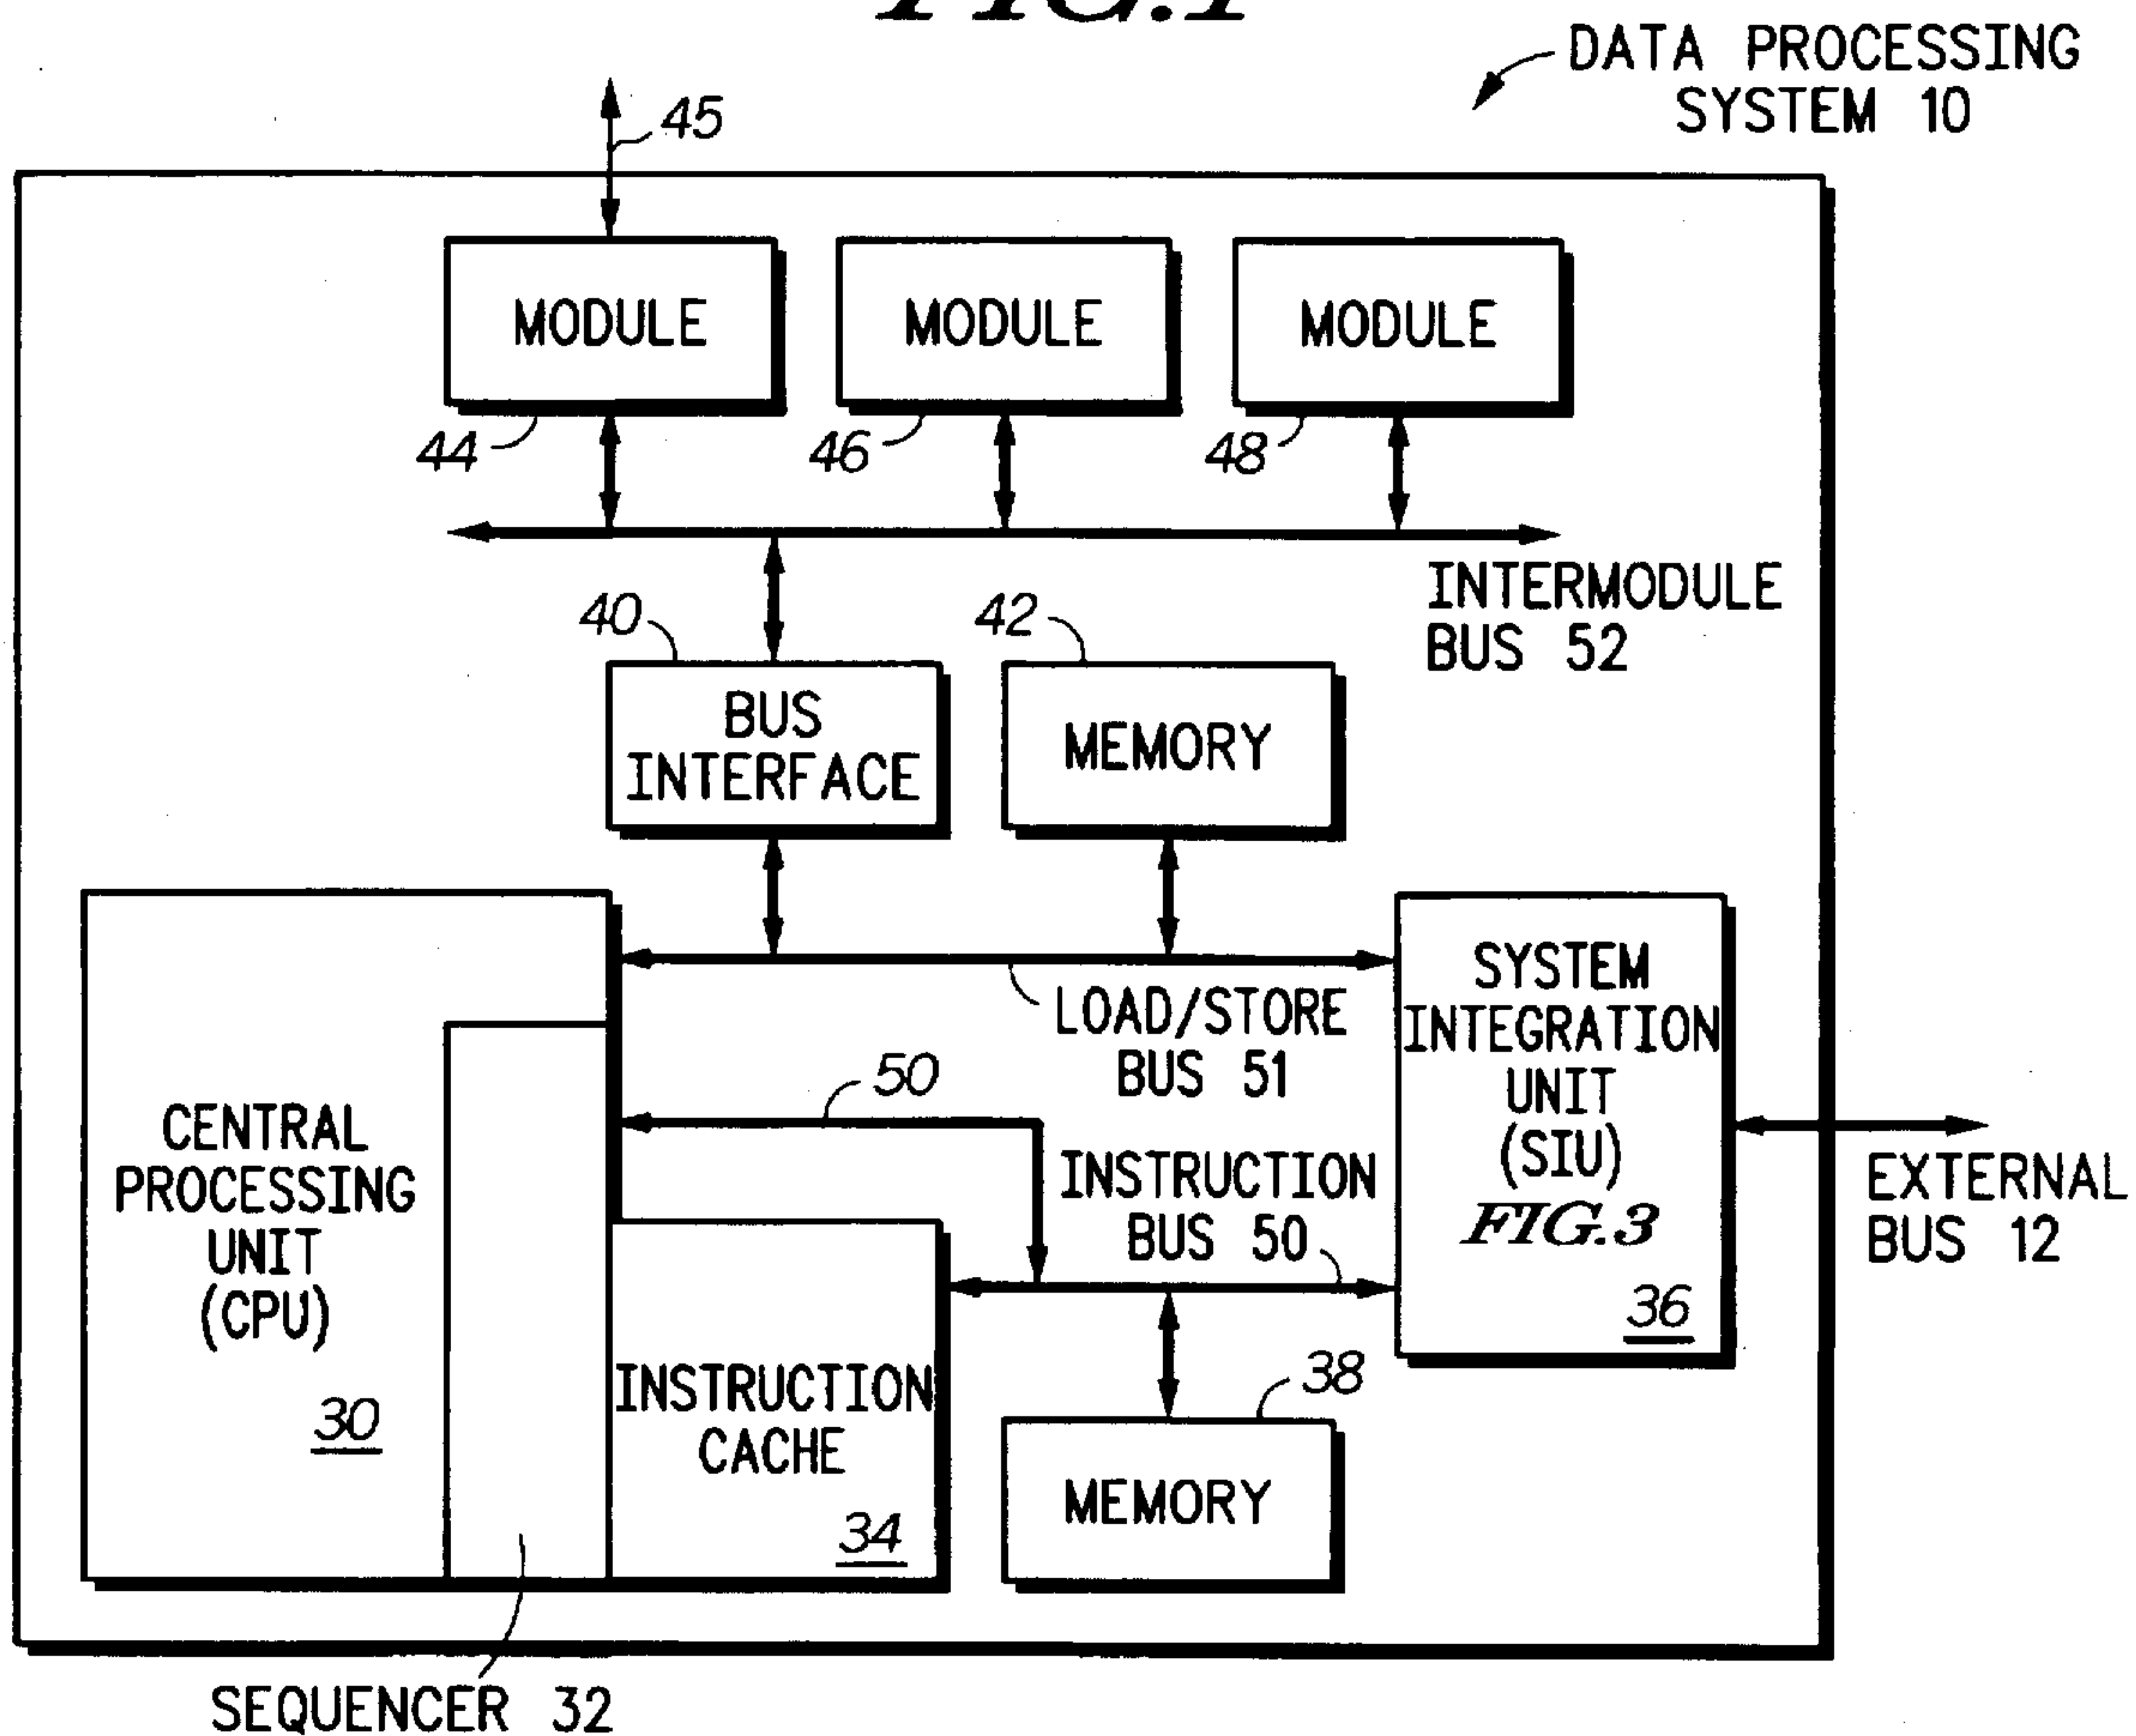 FIG.1
DATA PROCESSING
SYSTEM 10
45
MODULE
MODULE
MODULE
44
46
48
INTERMODULE
BUS 52
40
42
BUS
INTERFACE
MEMORY
LOAD/STORE
BUS 51
SYSTEM
INTEGRATION
UNIT
(SIU)
FIG.3
36
50
CENTRAL
PROCESSING
UNIT
(CPU)
30
INSTRUCTION
BUS 50
EXTERNAL
BUS 12
INSTRUCTION
CACHE
34
38
MEMORY
SEQUENCER 32